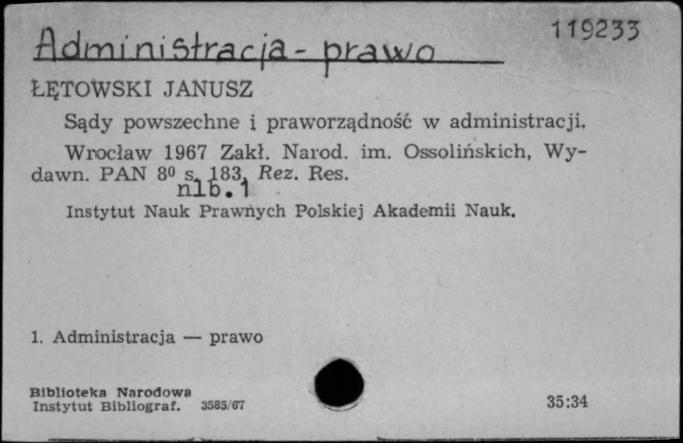 119233
Administracja - prawo
ŁĘTOWSKI JANUSZ
Sądy powszechne i praworządność w administracji.
Wrocław 1967 Zakł. Narod. im. Ossolińskich, Wy-
dawn. PAN 8⁰ s. 183, Rez. Res.
nlb. 1
Instytut Nauk Prawnych Polskiej Akademii Nauk.
1. Administracja — prawo
Biblioteka Narodowa
Instytut Bibliograf. 3585/67
35:34